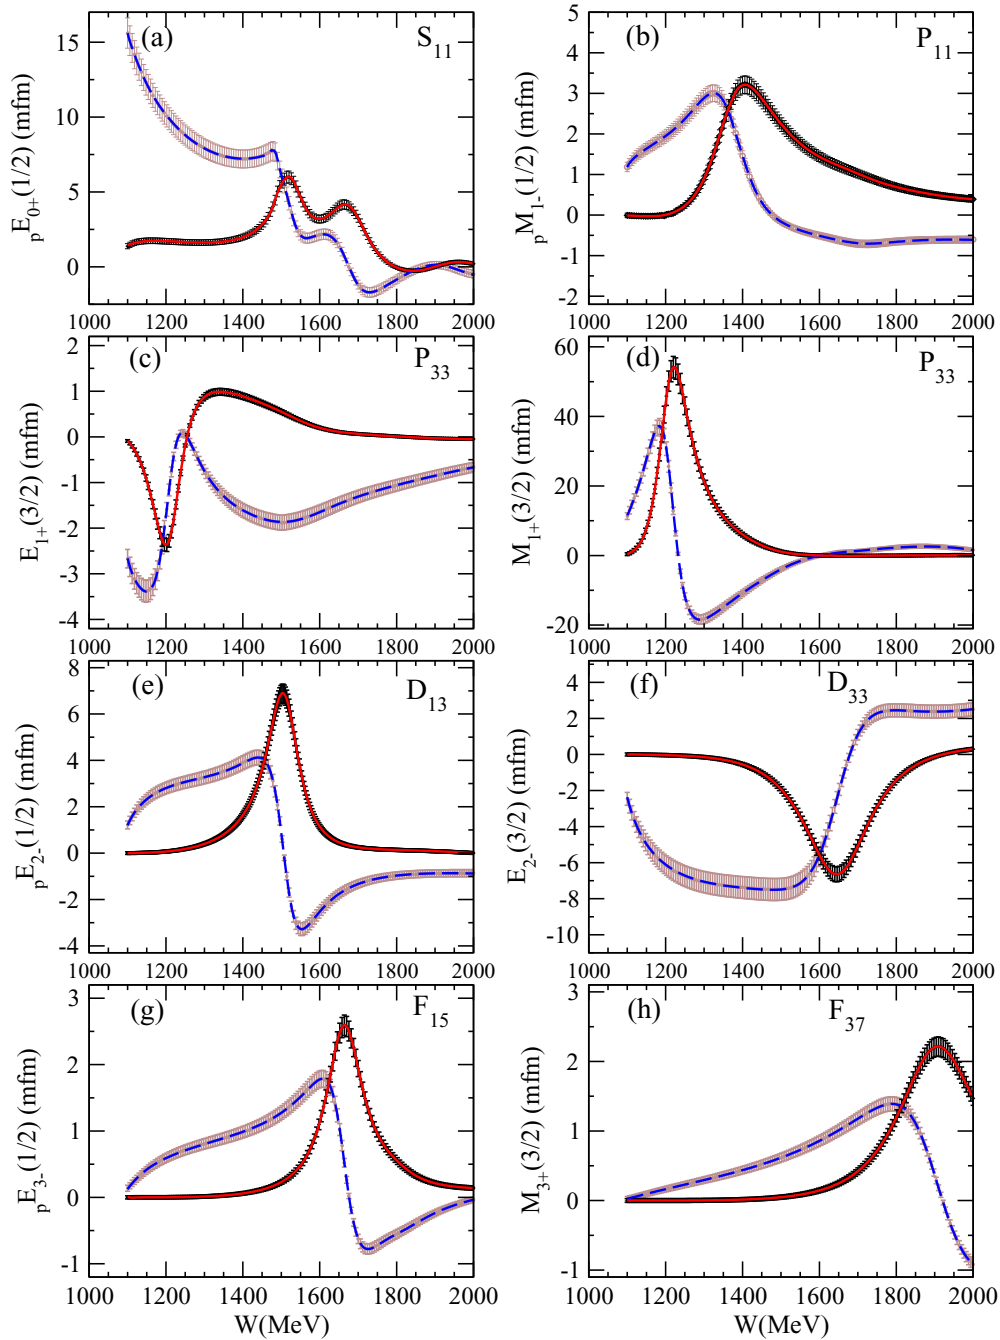 (a) S11
pE0+(1/2) (mfm)
15
10
5
0
1000 1200 1400 1600 1800 2000
(b) P11
pM1-(1/2) (mfm)
5
4
3
2
1
0
-1
-2
1000 1200 1400 1600 1800 2000
(c) P33
E1+(3/2) (mfm)
2
1
0
-1
-2
-3
-4
1000 1200 1400 1600 1800 2000
(d) P33
M1+(3/2) (mfm)
60
40
20
0
-20
1000 1200 1400 1600 1800 2000
(e) D13
pE2-(1/2) (mfm)
8
6
4
2
0
-2
-4
1000 1200 1400 1600 1800 2000
(f) D33
E2-(3/2) (mfm)
4
2
0
-2
-4
-6
-8
-10
1000 1200 1400 1600 1800 2000
(g) F15
pE3-(1/2) (mfm)
3
2
1
0
-1
1000 1200 1400 1600 1800 2000
W(MeV)
(h) F37
M3+(3/2) (mfm)
3
2
1
0
-1
1000 1200 1400 1600 1800 2000
W(MeV)